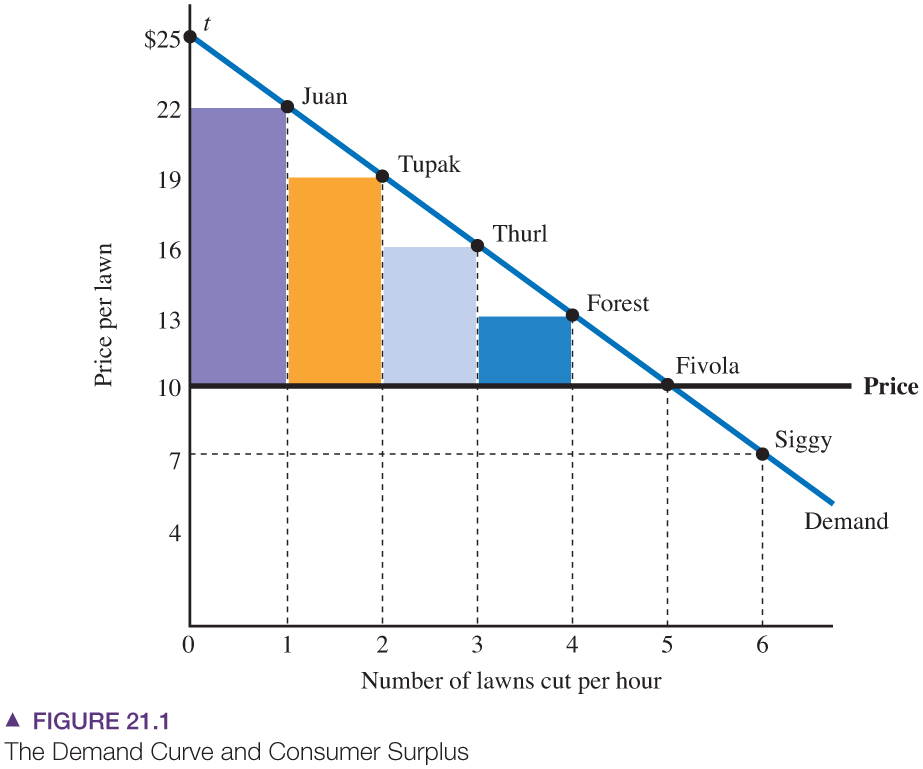 t
$25
Juan
22
Tupak
19
Thurl
16
Forest
13
Fivola
10
Price
Siggy
7
Demand
4
Price per lawn
0 1 2 3 4 5 6
Number of lawns cut per hour
▲ FIGURE 21.1
The Demand Curve and Consumer Surplus